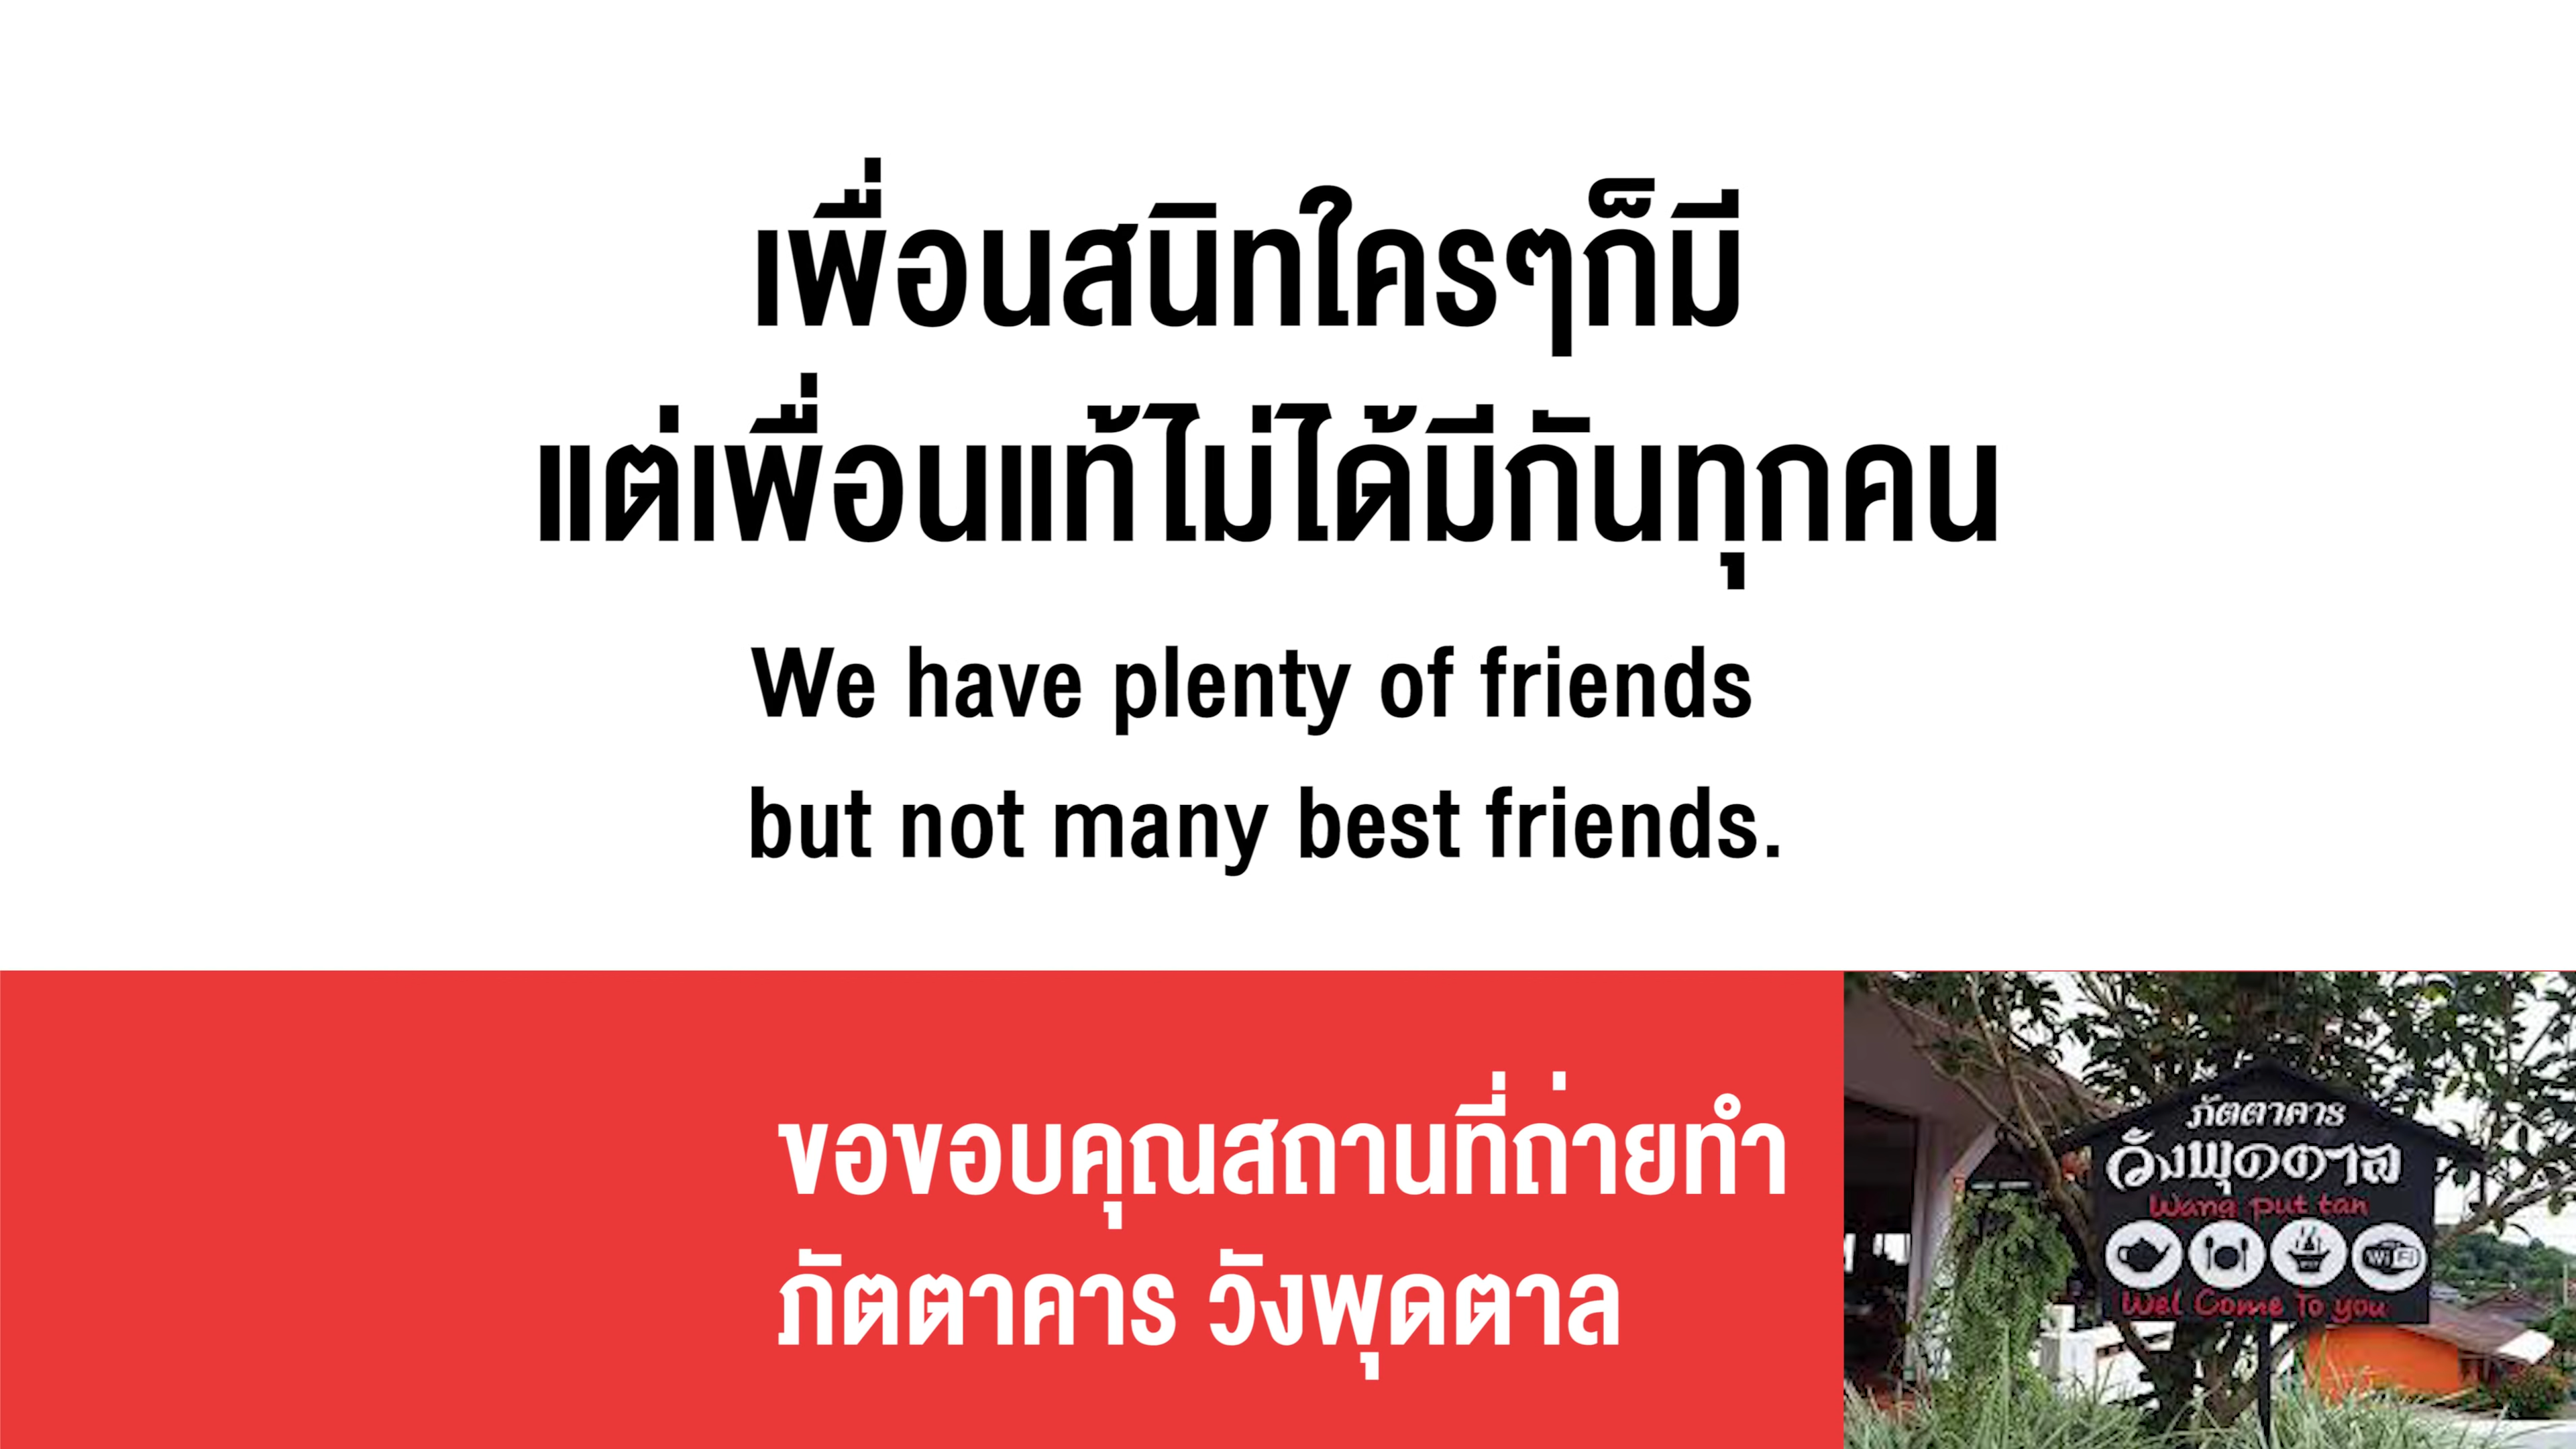 เพื่อนสนิทใครๆก็มี
แต่เพื่อนแท้ไม่ได้มีกันทุกคน
We have plenty of friends
but not many best friends.
ขอขอบคุณสถานที่ถ่ายทำ
ภัตตาคาร วังพุดตาล
ภัตตาคาร
วังพุดตาล
Wang put tan
WiFi
Wel Come To you